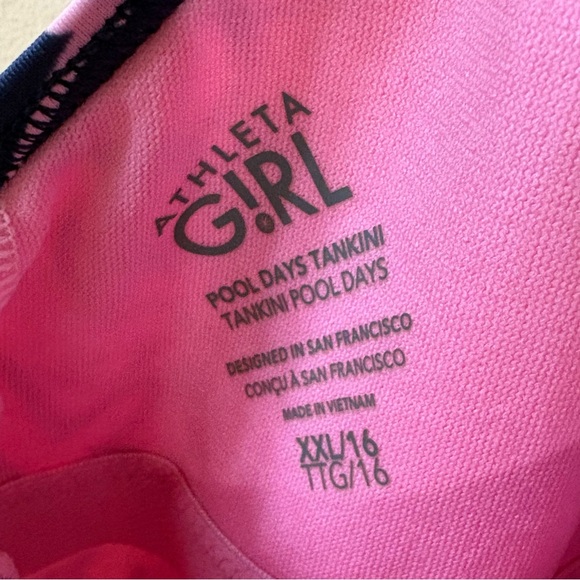 ATHLETA
GIRL
POOL DAYS TANKINI
TANKINI POOL DAYS
DESIGNED IN SAN FRANCISCO
CONÇU À SAN FRANCISCO
MADE IN VIETNAM
XXL/16
TTG/16